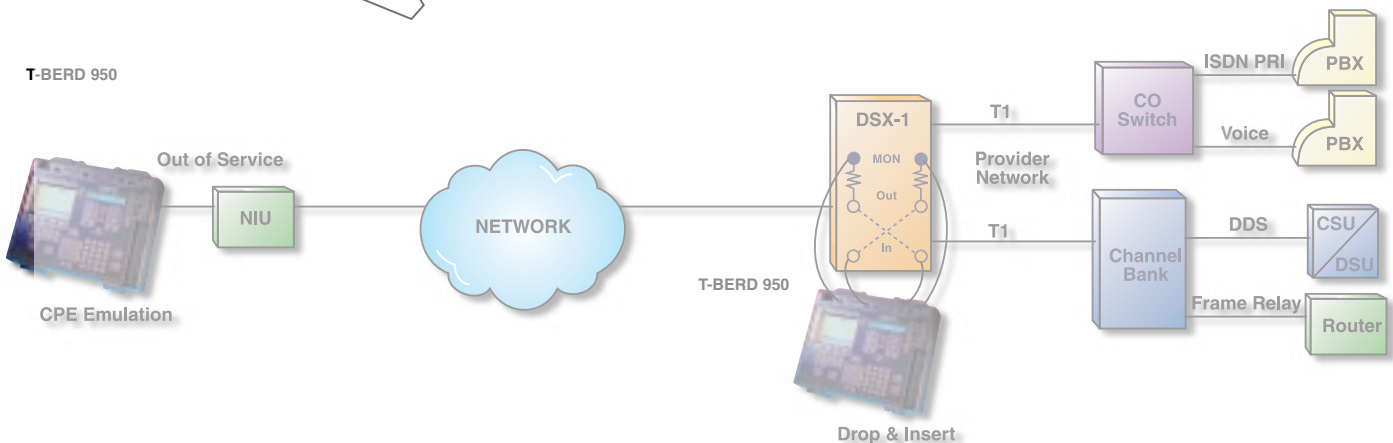 T-BERD 950
Out of Service
NIU
CPE Emulation
NETWORK
DSX-1
MON
Out
In
T-BERD 950
Drop & Insert
T1
Provider
Network
T1
CO
Switch
ISDN PRI
PBX
Voice
PBX
Channel
Bank
DDS
CSU
DSU
Frame Relay
Router